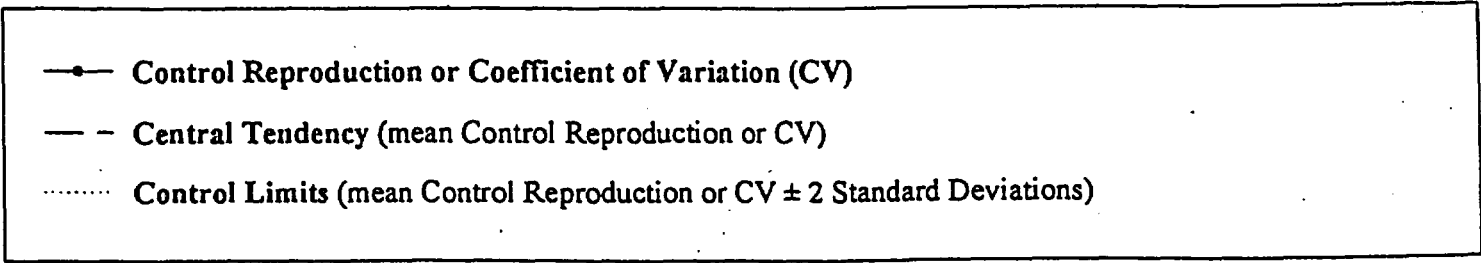 Control Reproduction or Coefficient of Variation (CV)
Central Tendency (mean Control Reproduction or CV)
Control Limits (mean Control Reproduction or CV ± 2 Standard Deviations)